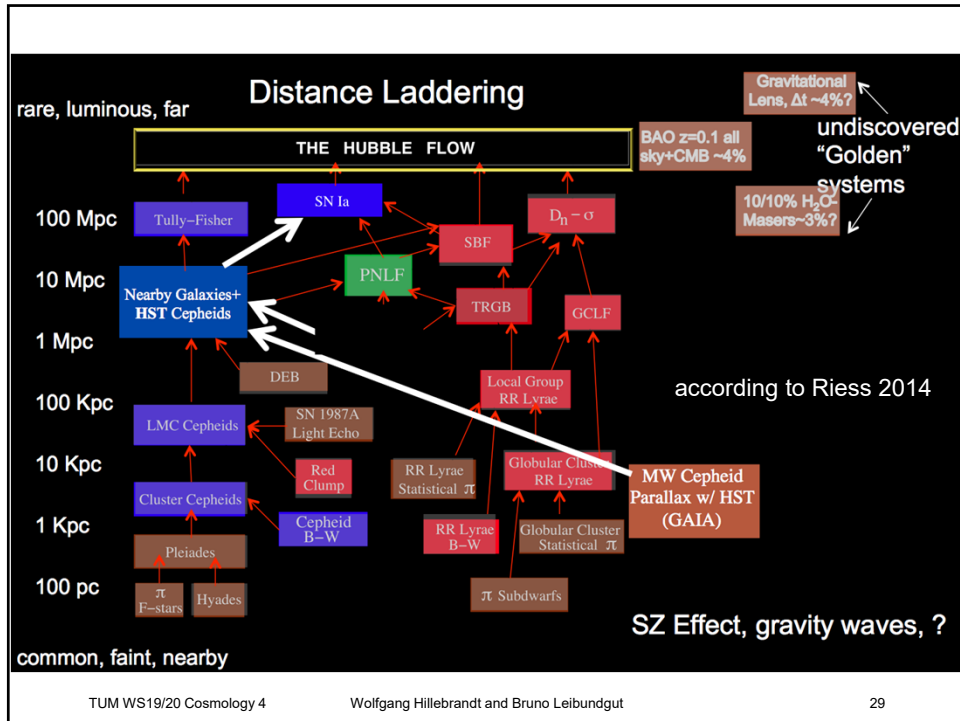 Distance Laddering
rare, luminous, far
Gravitational
Lens, Δt ~4%?
undiscovered
"Golden"
systems
BAO z=0.1 all
sky+CMB ~4%
10/10% H₂O-
Masers~3%?
THE HUBBLE FLOW
100 Mpc
Tully-Fisher
SN Ia
Dₙ - σ
SBF
10 Mpc
PNLF
Nearby Galaxies+
HST Cepheids
TRGB
GCLF
1 Mpc
DEB
Local Group
RR Lyrae
according to Riess 2014
100 Kpc
LMC Cepheids
SN 1987A
Light Echo
10 Kpc
Red
Clump
RR Lyrae
Statistical π
Globular Cluster
RR Lyrae
MW Cepheid
Parallax w/ HST
(GAIA)
Cluster Cepheids
1 Kpc
Cepheid
B-W
RR Lyrae
B-W
Globular Cluster
Statistical π
Pleiades
100 pc
π
F-stars
Hyades
π Subdwarfs
SZ Effect, gravity waves, ?
common, faint, nearby
TUM WS19/20 Cosmology 4
Wolfgang Hillebrandt and Bruno Leibundgut
29